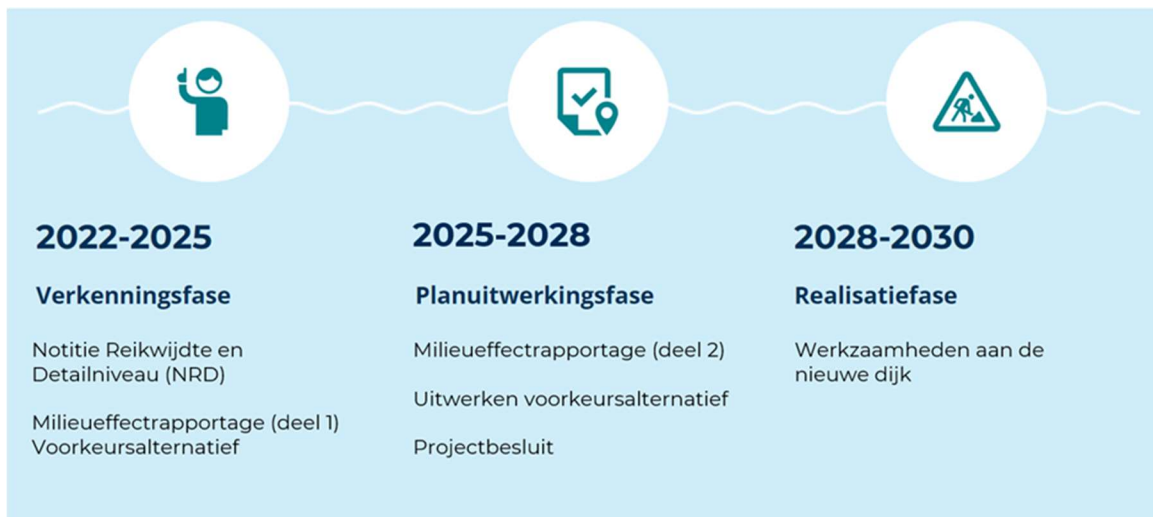 2022-2025
Verkenningsfase
Notitie Reikwijdte en
Detailniveau (NRD)
Milieueffectrapportage (deel 1)
Voorkeursalternatief
2025-2028
Planuitwerkingsfase
Milieueffectrapportage (deel 2)
Uitwerken voorkeursalternatief
Projectbesluit
2028-2030
Realisatiefase
Werkzaamheden aan de
nieuwe dijk